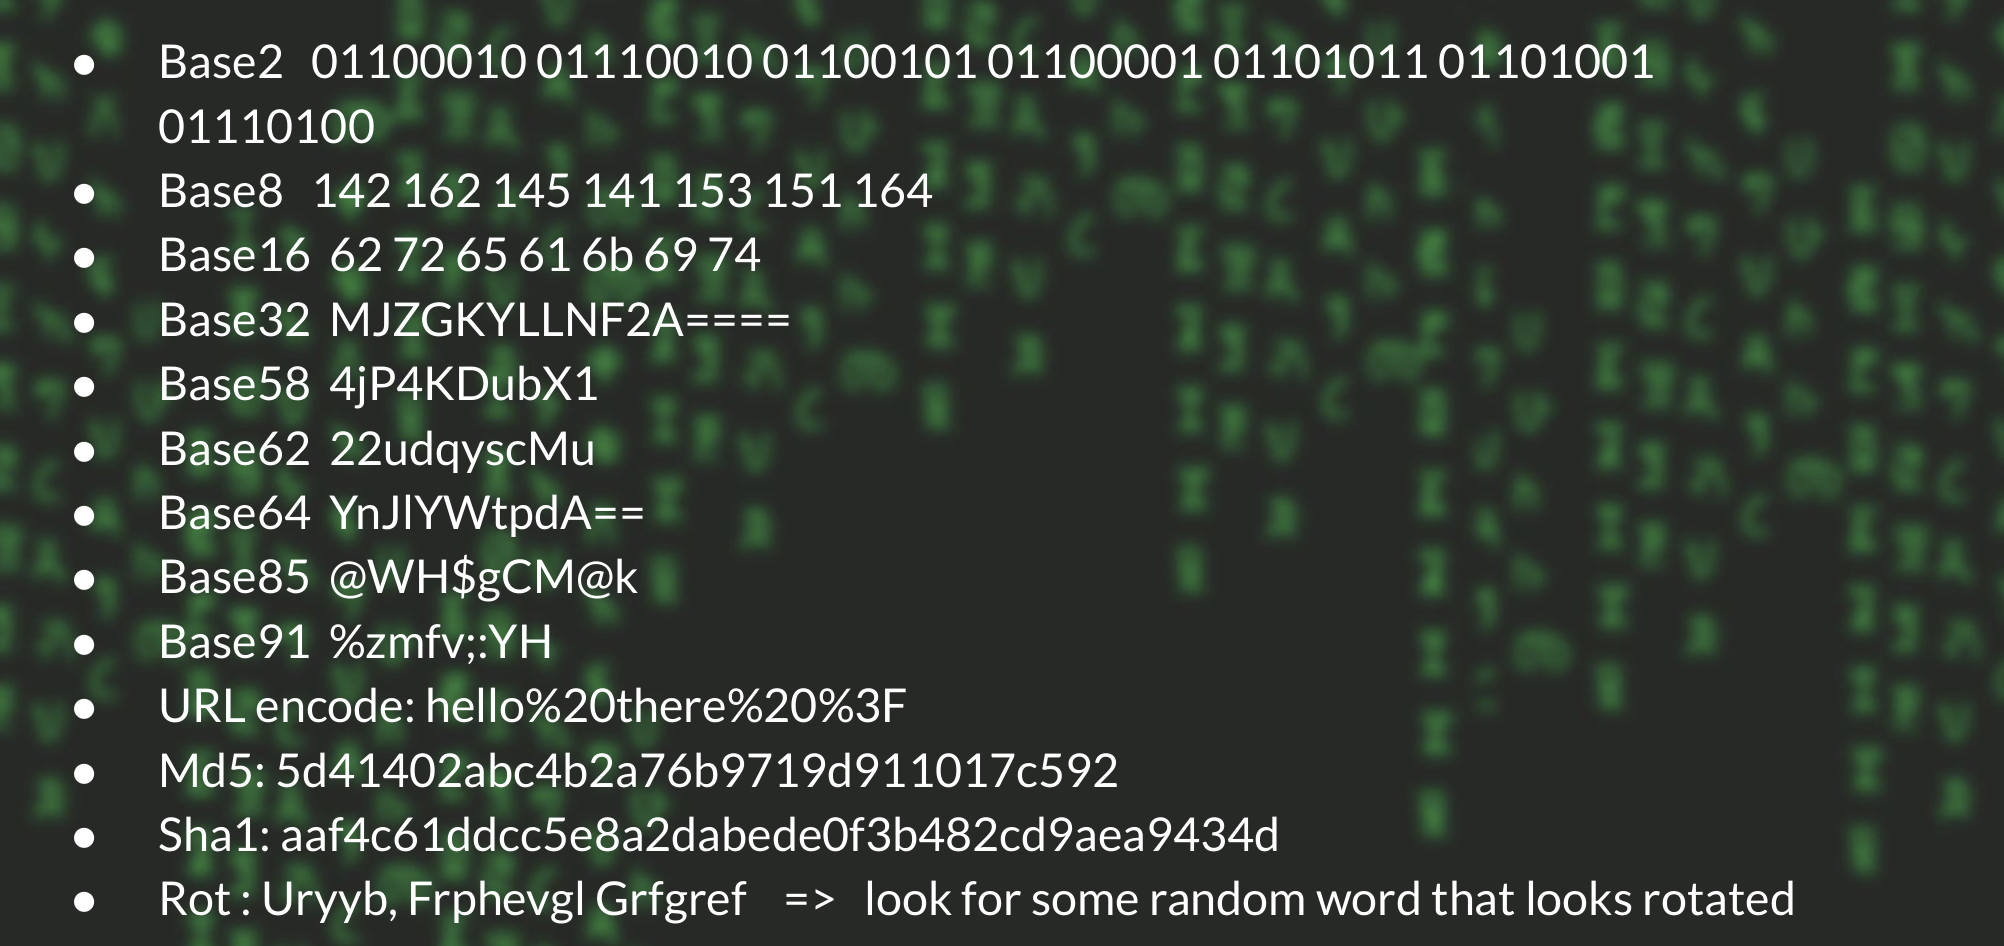 ● Base2 01100010 01110010 01100101 01100001 01101011 01101001
01110100
● Base8 142 162 145 141 153 151 164
● Base16 62 72 65 61 6b 69 74
● Base32 MJZGKYLLNF2A====
● Base58 4jP4KDubX1
● Base62 22udqyscMu
● Base64 YnJlYWtpdA==
● Base85 @WH$gCM@k
● Base91 %zmfv;:YH
● URL encode: hello%20there%20%3F
● Md5: 5d41402abc4b2a76b9719d911017c592
● Sha1: aaf4c61ddcc5e8a2dabede0f3b482cd9aea9434d
● Rot : Uryyb, Frphevgl Grfgref => look for some random word that looks rotated